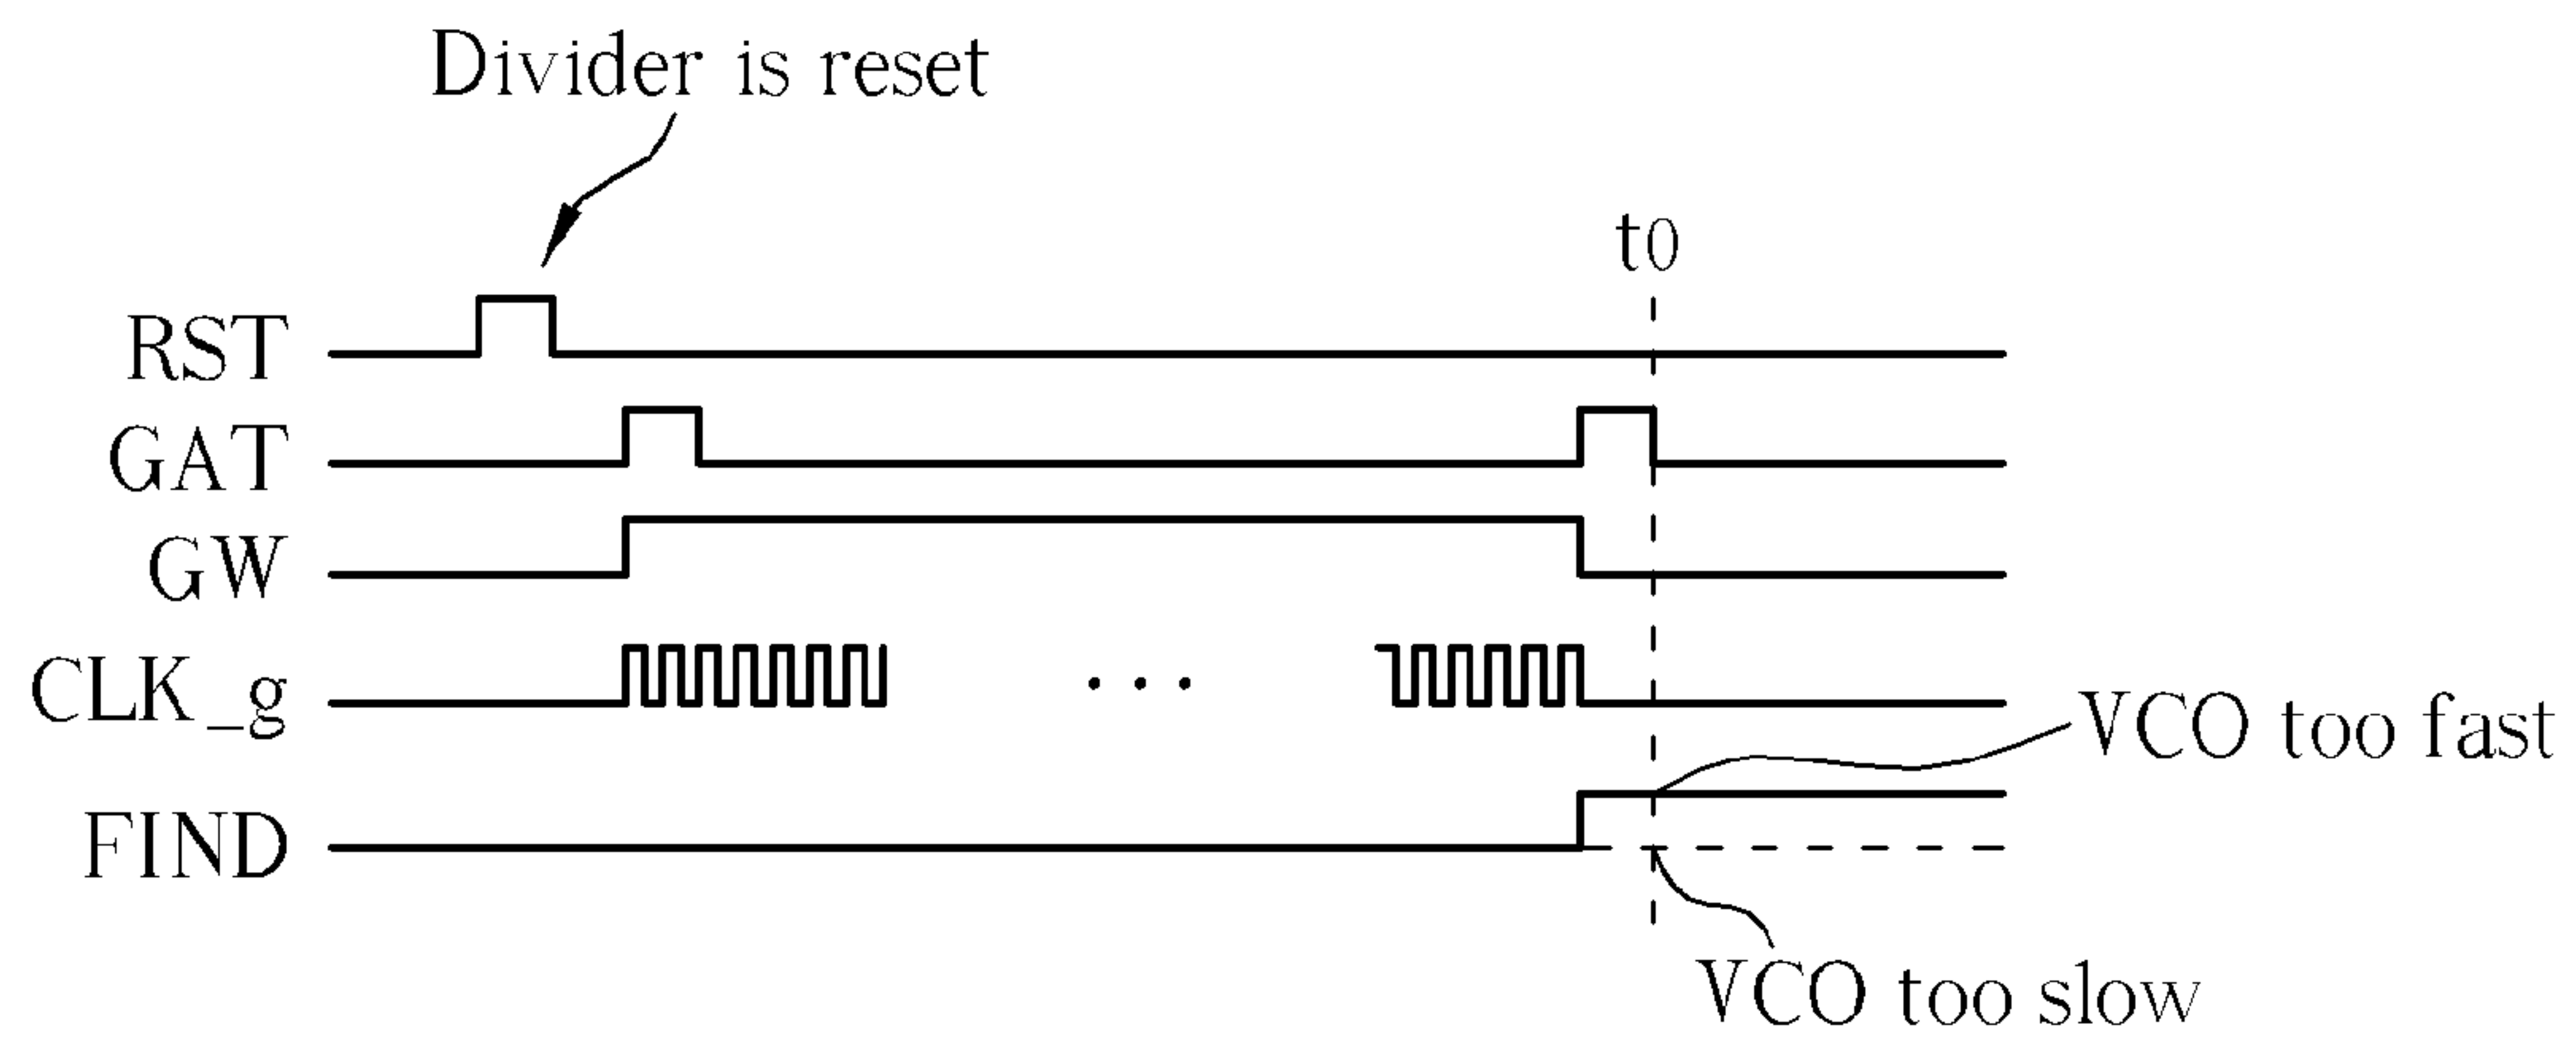 Divider is reset
t0
RST
GAT
GW
CLK_g
VCO too fast
FIND
VCO too slow